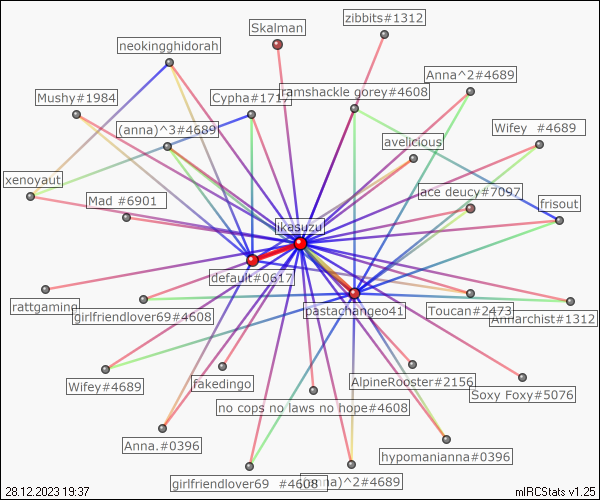 zibbits#1312
Skalman
neokingghidorah
Anna^2#4689
ramshackle gorey#4608
Mushy#1984
Cypha#1717
(anna)^3#4689
Wifey #4689
avelicious
xenoyaut
ace deucy#7097
Mad #6901
frisout
ikasuzu
default#0617
rattgaming
girlfriendlover69#4608
pastachangeo41
Toucan#2473
Annarchist#1312
Wifey#4689
fakedingo
AlpineRooster#2156
Soxy Foxy#5076
no cops no laws no hope#4608
Anna.#0396
hypomanianna#0396
girlfriendlover69 #4608
)^2#4689
28.12.2023 19:37
mIRCStats v1.25